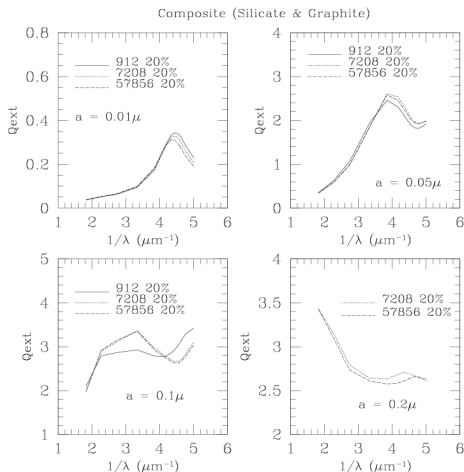 Composite (Silicate & Graphite)
0.8
0.6
0.4
0.2
0
Qext
912 20%
7208 20%
57856 20%
a = 0.01μ
1 2 3 4 5 6
1/λ (μm⁻¹)
5
4
3
2
1
0
Qext
912 20%
7208 20%
57856 20%
a = 0.05μ
1 2 3 4 5 6
1/λ (μm⁻¹)
5
4
3
2
1
Qext
912 20%
7208 20%
57856 20%
a = 0.1μ
1 2 3 4 5 6
1/λ (μm⁻¹)
4
3.5
3
2.5
2
Qext
7208 20%
57856 20%
a = 0.2μ
1 2 3 4 5 6
1/λ (μm⁻¹)